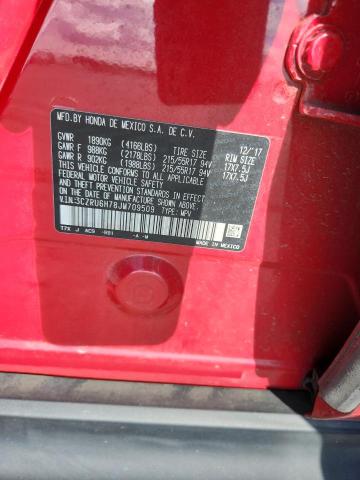 MFD.BY HONDA DE MEXICO S.A. DE C.V. 12/'17
GVWR 1890KG (4166LBS) TIRE SIZE RIM SIZE
GAWR F 988KG (2178LBS) 215/55R17 94V 17X7.5J
GAWR R 902KG (1988LBS) 215/55R17 94V 17X7.5J
THIS VEHICLE CONFORMS TO ALL APPLICABLE
FEDERAL MOTOR VEHICLE SAFETY AND
THEFT PREVENTION STANDARDS IN EFFECT ON THE
DATE OF MANUFACTURE SHOWN ABOVE.
V.I.N:3CZRU6H78JM709509 TYPE: MPV
T7X J AC9 -R01 -A -M MADE IN MEXICO